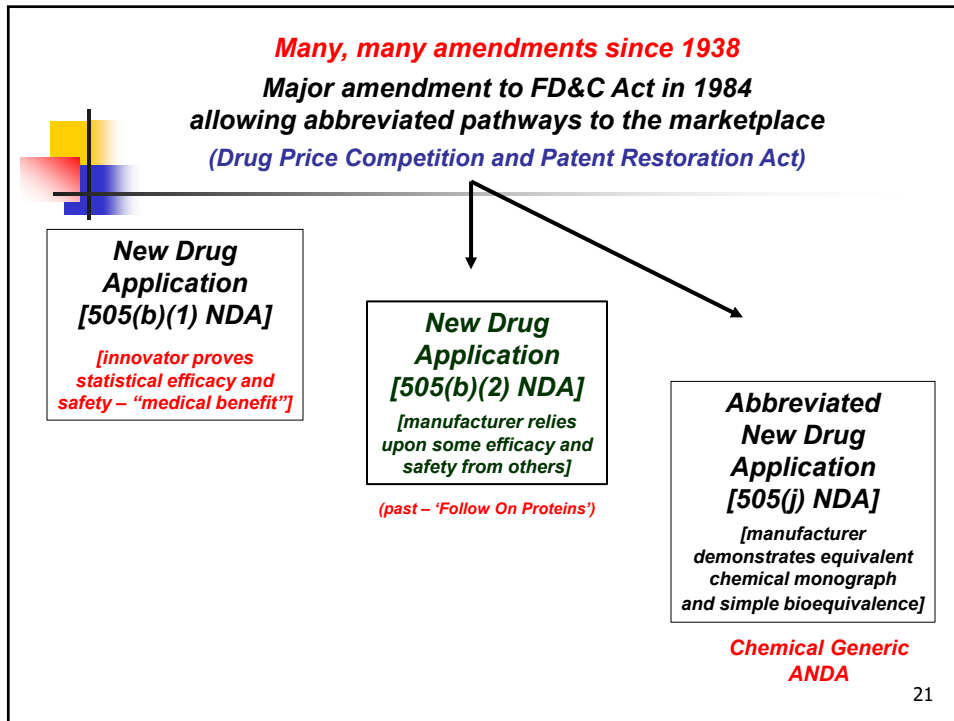 Many, many amendments since 1938
Major amendment to FD&C Act in 1984
allowing abbreviated pathways to the marketplace
(Drug Price Competition and Patent Restoration Act)
New Drug
Application
[505(b)(1) NDA]
[innovator proves
statistical efficacy and
safety – “medical benefit”]
New Drug
Application
[505(b)(2) NDA]
[manufacturer relies
upon some efficacy and
safety from others]
(past – ‘Follow On Proteins’)
Abbreviated
New Drug
Application
[505(j) NDA]
[manufacturer
demonstrates equivalent
chemical monograph
and simple bioequivalence]
Chemical Generic
ANDA
21